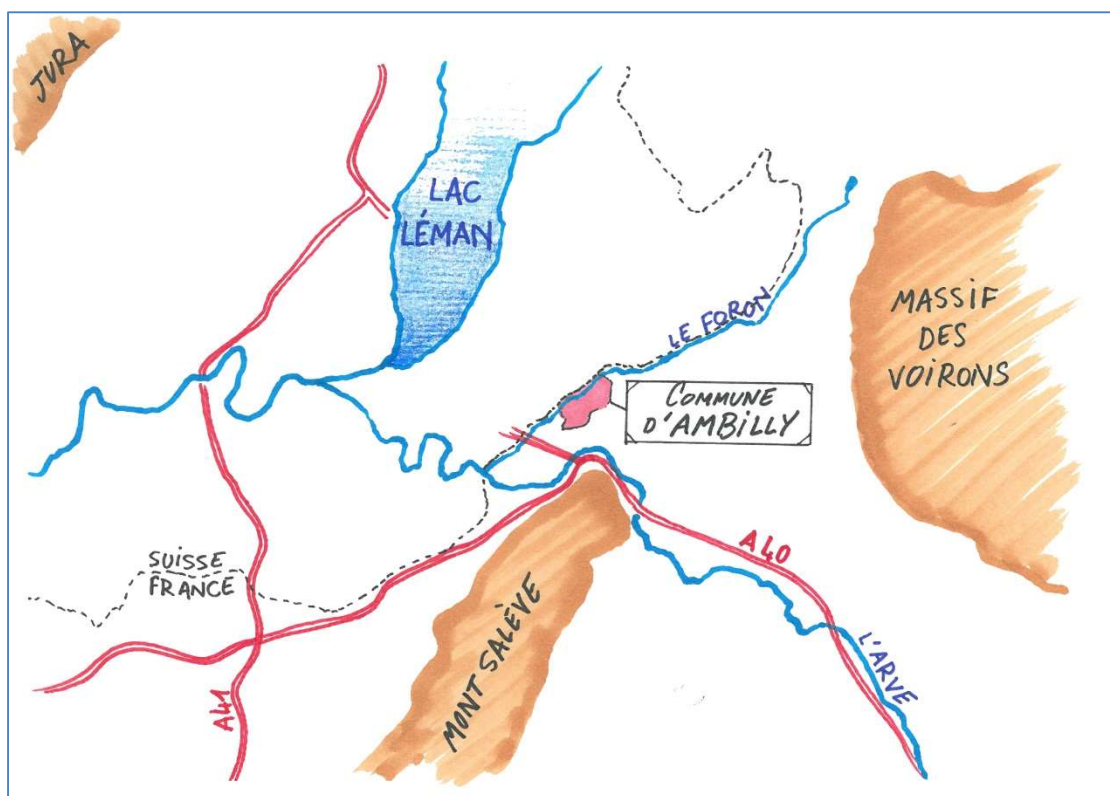 JURA
LAC
LÉMAN
LE FORON
MASSIF
DES
VOIRONS
COMMUNE
D'AMBILLY
SUISSE
FRANCE
A40
MONT SALÈVE
L'ARVE
A41